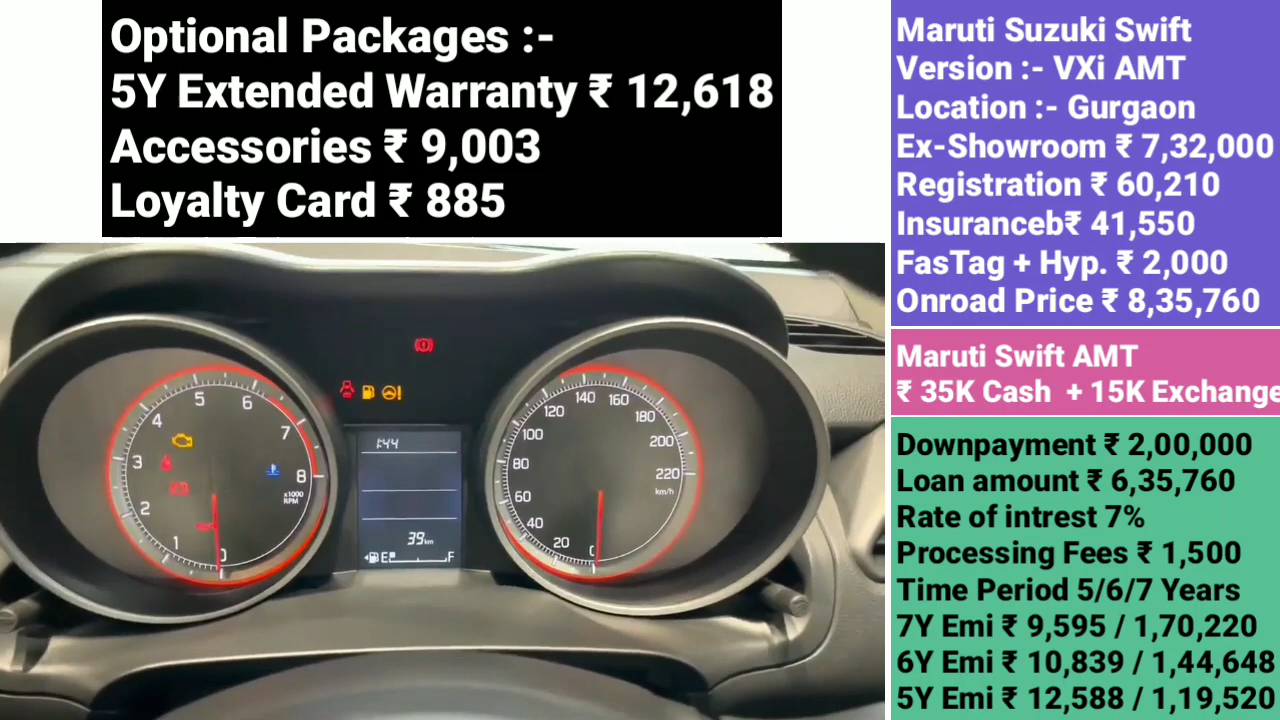 Optional Packages :-
5Y Extended Warranty ₹ 12,618
Accessories ₹ 9,003
Loyalty Card ₹ 885
Maruti Suzuki Swift
Version :- VXi AMT
Location :- Gurgaon
Ex-Showroom ₹ 7,32,000
Registration ₹ 60,210
Insuranceb₹ 41,550
FasTag + Hyp. ₹ 2,000
Onroad Price ₹ 8,35,760
Maruti Swift AMT
₹ 35K Cash + 15K Exchange
Downpayment ₹ 2,00,000
Loan amount ₹ 6,35,760
Rate of intrest 7%
Processing Fees ₹ 1,500
Time Period 5/6/7 Years
7Y Emi ₹ 9,595 / 1,70,220
6Y Emi ₹ 10,839 / 1,44,648
5Y Emi ₹ 12,588 / 1,19,520
0
1
2
3
4
5
6
7
8
x1000
RPM
39km
E F
0
20
40
60
80
100
120
140
160
180
200
220
km/h